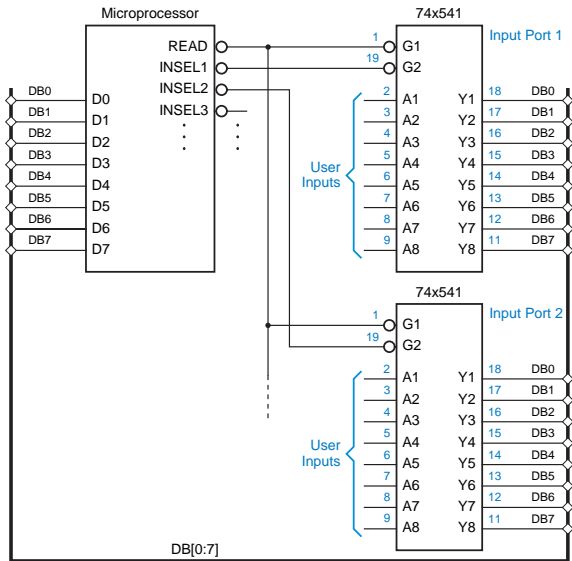 Microprocessor
READ
INSEL1
INSEL2
INSEL3
DB0
DB1
DB2
DB3
DB4
DB5
DB6
DB7
D0
D1
D2
D3
D4
D5
D6
D7
74x541
Input Port 1
1
19
G1
G2
User
Inputs
2 A1 Y1 18 DB0
3 A2 Y2 17 DB1
4 A3 Y3 16 DB2
5 A4 Y4 15 DB3
6 A5 Y5 14 DB4
7 A6 Y6 13 DB5
8 A7 Y7 12 DB6
9 A8 Y8 11 DB7
74x541
Input Port 2
1
19
G1
G2
User
Inputs
2 A1 Y1 18 DB0
3 A2 Y2 17 DB1
4 A3 Y3 16 DB2
5 A4 Y4 15 DB3
6 A5 Y5 14 DB4
7 A6 Y6 13 DB5
8 A7 Y7 12 DB6
9 A8 Y8 11 DB7
DB[0:7]